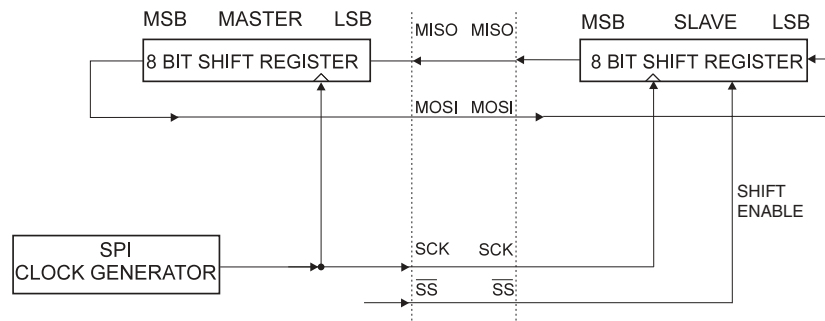 MSB MASTER LSB
MISO MISO
MSB SLAVE LSB
8 BIT SHIFT REGISTER
8 BIT SHIFT REGISTER
MOSI MOSI
SHIFT
ENABLE
SPI
CLOCK GENERATOR
SCK SCK
SS SS